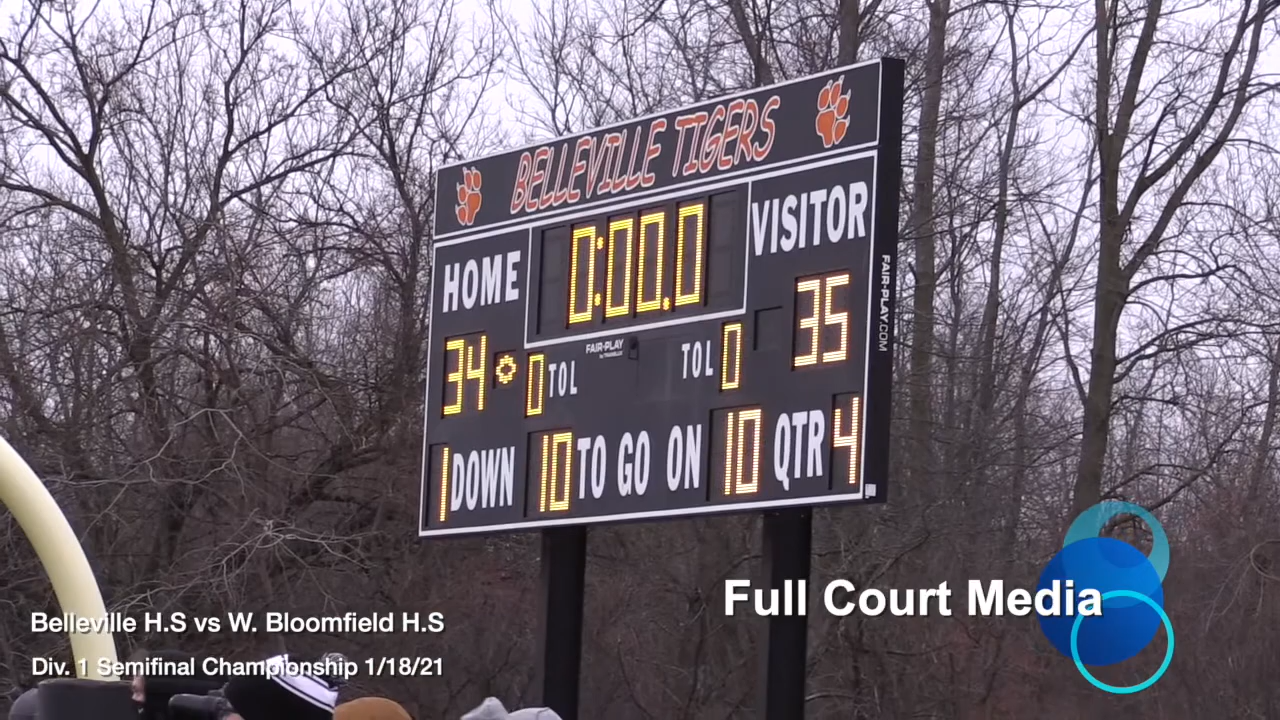 BELLEVILLE TIGERS
HOME 0:00.0 VISITOR
34 0 TOL FAIR-PLAY TOL 0 35
1 DOWN 10 TO GO ON 10 QTR 4
FAIR-PLAY.COM
Full Court Media
Belleville H.S vs W. Bloomfield H.S
Div. 1 Semifinal Championship 1/18/21